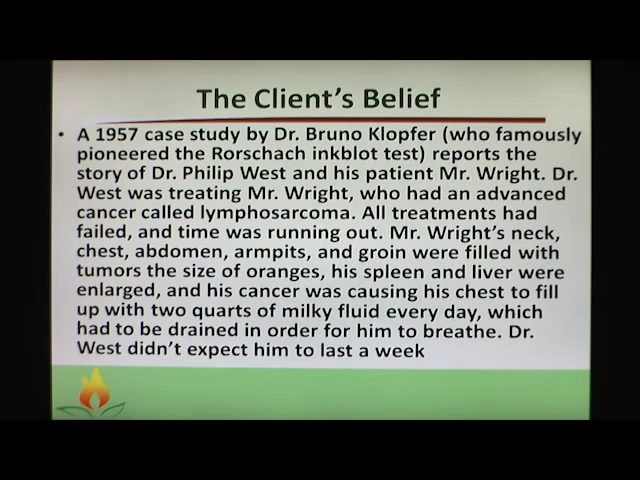 The Client's Belief
• A 1957 case study by Dr. Bruno Klopfer (who famously
pioneered the Rorschach inkblot test) reports the
story of Dr. Philip West and his patient Mr. Wright. Dr.
West was treating Mr. Wright, who had an advanced
cancer called lymphosarcoma. All treatments had
failed, and time was running out. Mr. Wright's neck,
chest, abdomen, armpits, and groin were filled with
tumors the size of oranges, his spleen and liver were
enlarged, and his cancer was causing his chest to fill
up with two quarts of milky fluid every day, which
had to be drained in order for him to breathe. Dr.
West didn't expect him to last a week